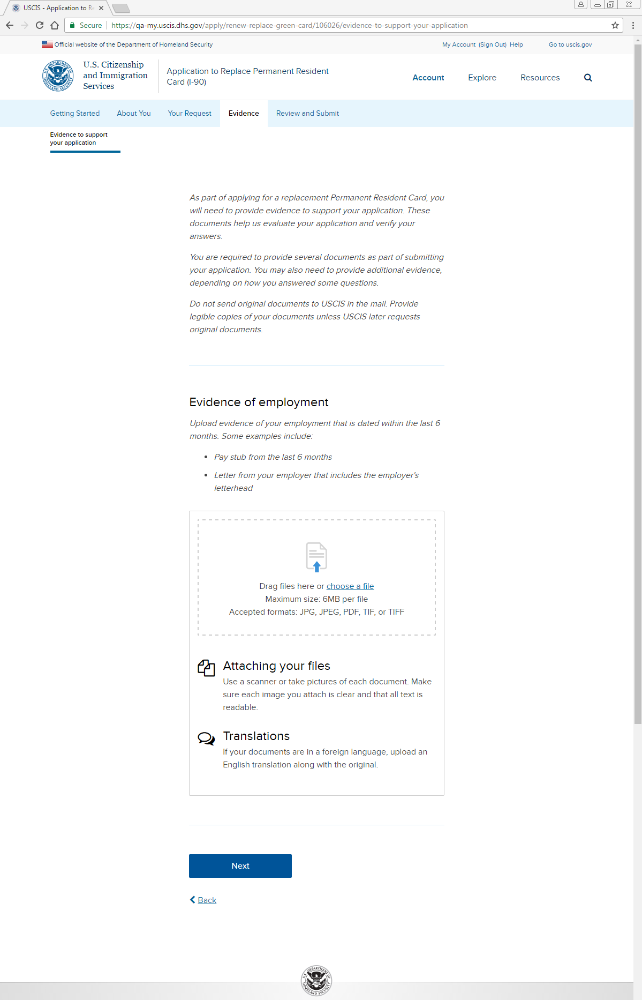 USCIS - Application to Re
Secure https://qa-my.uscis.dhs.gov/apply/renew-replace-green-card/106026/evidence-to-support-your-application
Official website of the Department of Homeland Security
My Account (Sign Out) Help Go to uscis.gov
U.S. Citizenship
and Immigration
Services
Application to Replace Permanent Resident
Card (I-90)
Account Explore Resources
Getting Started About You Your Request Evidence Review and Submit
Evidence to support
your application
As part of applying for a replacement Permanent Resident Card, you
will need to provide evidence to support your application. These
documents help us evaluate your application and verify your
answers.
You are required to provide several documents as part of submitting
your application. You may also need to provide additional evidence,
depending on how you answered some questions.
Do not send original documents to USCIS in the mail. Provide
legible copies of your documents unless USCIS later requests
original documents.
Evidence of employment
Upload evidence of your employment that is dated within the last 6
months. Some examples include:
• Pay stub from the last 6 months
• Letter from your employer that includes the employer's
letterhead
Drag files here or choose a file
Maximum size: 6MB per file
Accepted formats: JPG, JPEG, PDF, TIF, or TIFF
Attaching your files
Use a scanner or take pictures of each document. Make
sure each image you attach is clear and that all text is
readable.
Translations
If your documents are in a foreign language, upload an
English translation along with the original.
Next
Back
U.S. DEPARTMENT OF
HOMELAND SECURITY